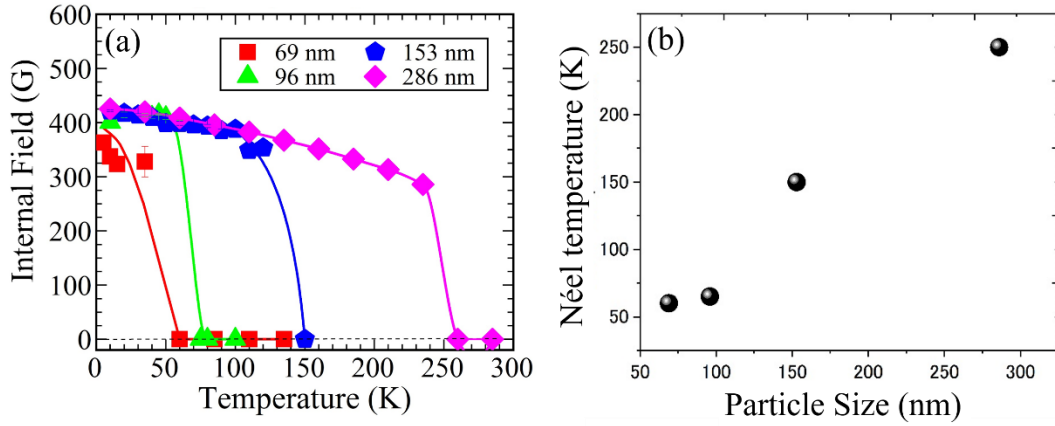 (a)
69 nm
153 nm
96 nm
286 nm
Internal Field (G)
600
500
400
300
200
100
0
0 50 100 150 200 250 300
Temperature (K)
(b)
Néel temperature (K)
250
200
150
100
50
50 100 150 200 250 300
Particle Size (nm)